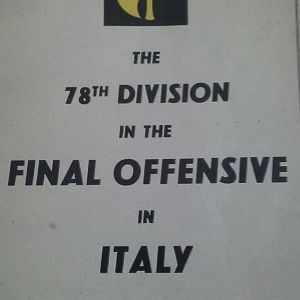 THE
78TH DIVISION
IN THE
FINAL OFFENSIVE
IN
ITALY